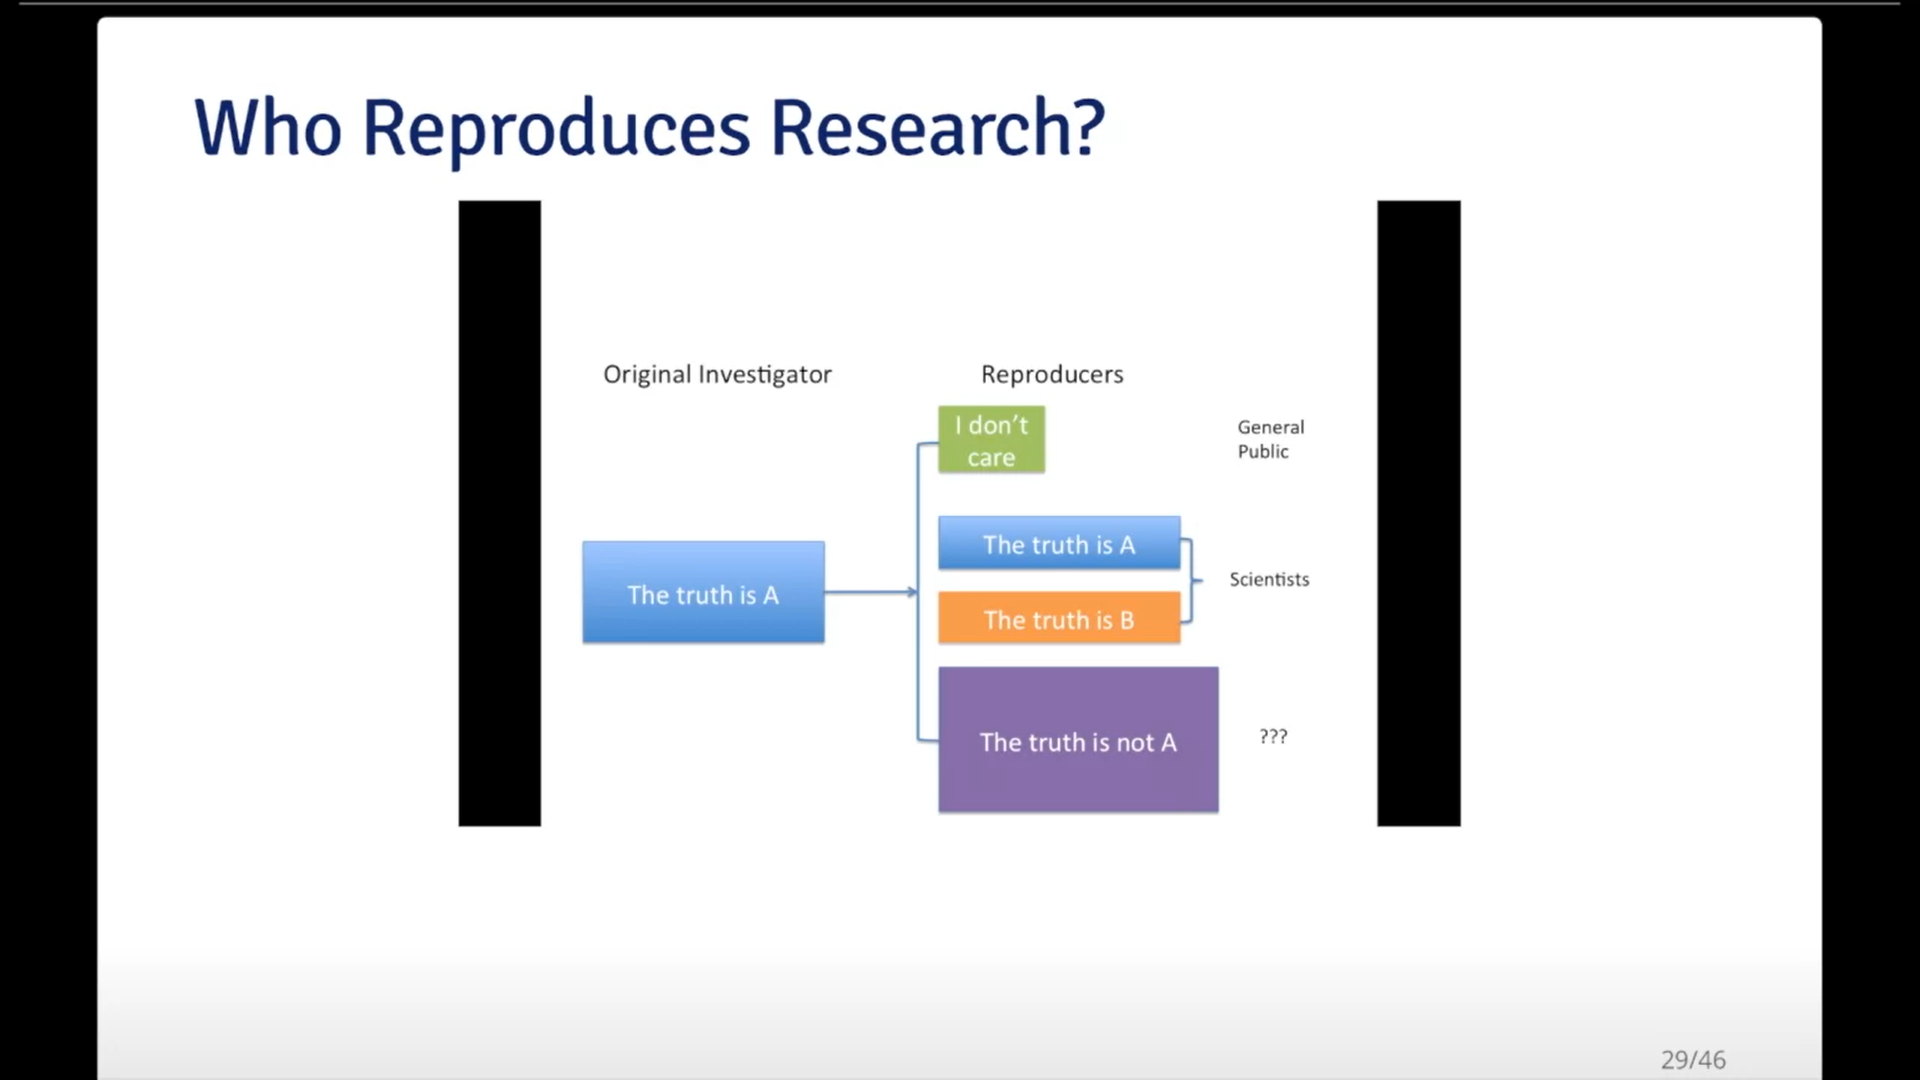 Who Reproduces Research?
Original Investigator
Reproducers
I don’t
care
General
Public
The truth is A
The truth is A
The truth is B
Scientists
The truth is not A
???
29/46